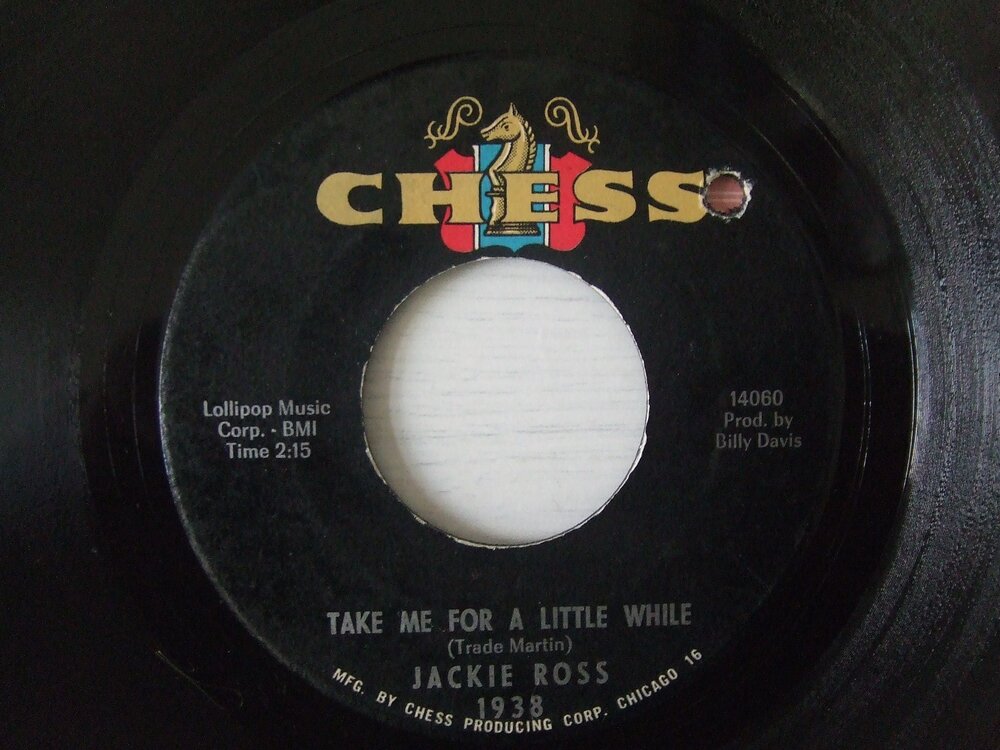 CHESS
Lollipop Music
Corp. - BMI
Time 2:15
14060
Prod. by
Billy Davis
TAKE ME FOR A LITTLE WHILE
(Trade Martin)
JACKIE ROSS
1938
MFG. BY CHESS PRODUCING CORP. CHICAGO 16